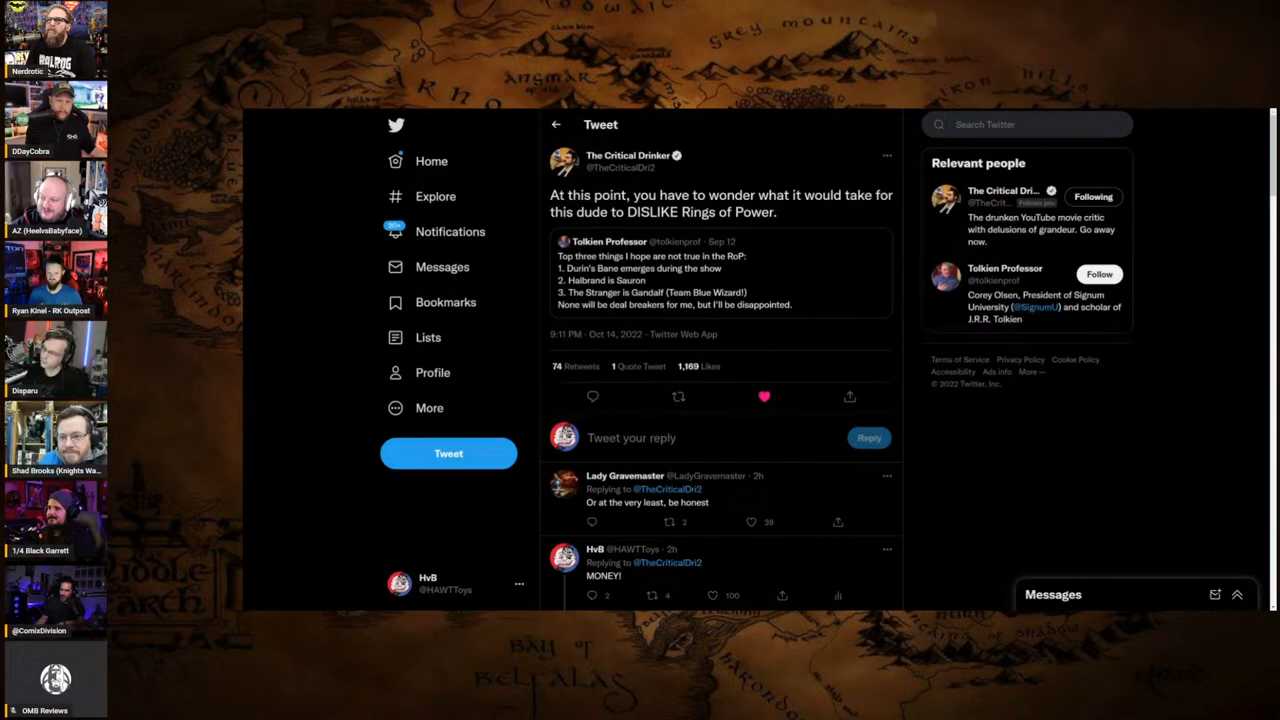 GREY MOUNTAINS
IRON HILLS
ANGMAR
Nerdrotic
DDayCobra
AZ (HeelvsBabyface)
Ryan Kinel - RK Outpost
Disparu
Shad Brooks (Knights Wa...
1/4 Black Garrett
@ComixDivision
OMB Reviews
Home
Explore
20+
Notifications
Messages
Bookmarks
Lists
Profile
More
Tweet
HvB
@HAWTToys
Tweet
The Critical Drinker
@TheCriticalDri2
At this point, you have to wonder what it would take for
this dude to DISLIKE Rings of Power.
Tolkien Professor @tolkienprof · Sep 12
Top three things I hope are not true in the RoP:
1. Durin's Bane emerges during the show
2. Halbrand is Sauron
3. The Stranger is Gandalf (Team Blue Wizard!)
None will be deal breakers for me, but I'll be disappointed.
9:11 PM · Oct 14, 2022 · Twitter Web App
74 Retweets 1 Quote Tweet 1,169 Likes
Tweet your reply
Reply
Lady Gravemaster @LadyGravemaster · 2h
Replying to @TheCriticalDri2
Or at the very least, be honest
2 39
HvB @HAWTToys · 2h
Replying to @TheCriticalDri2
MONEY!
2 4 100
Search Twitter
Relevant people
The Critical Dri...
@TheCrit... Follows you
Following
The drunken YouTube movie critic
with delusions of grandeur. Go away
now.
Tolkien Professor
@tolkienprof
Follow
Corey Olsen, President of Signum
University (@SignumU) and scholar of
J.R.R. Tolkien
Terms of Service Privacy Policy Cookie Policy
Accessibility Ads info More ···
© 2022 Twitter, Inc.
Messages
BAY OF
BELFALAS
KHAND